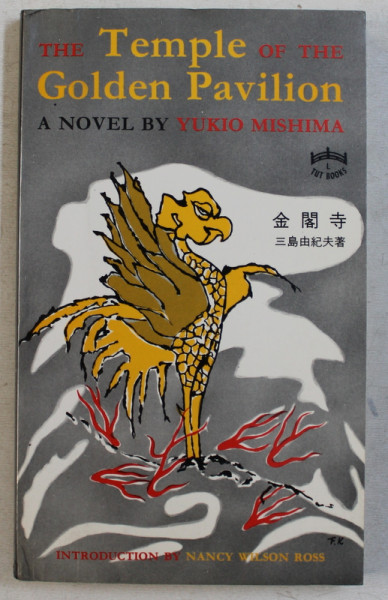 THE Temple OF THE
Golden Pavilion
A NOVEL BY YUKIO MISHIMA
L
TUT BOOKS
金閣寺
三島由紀夫著
F.K
INTRODUCTION BY NANCY WILSON ROSS